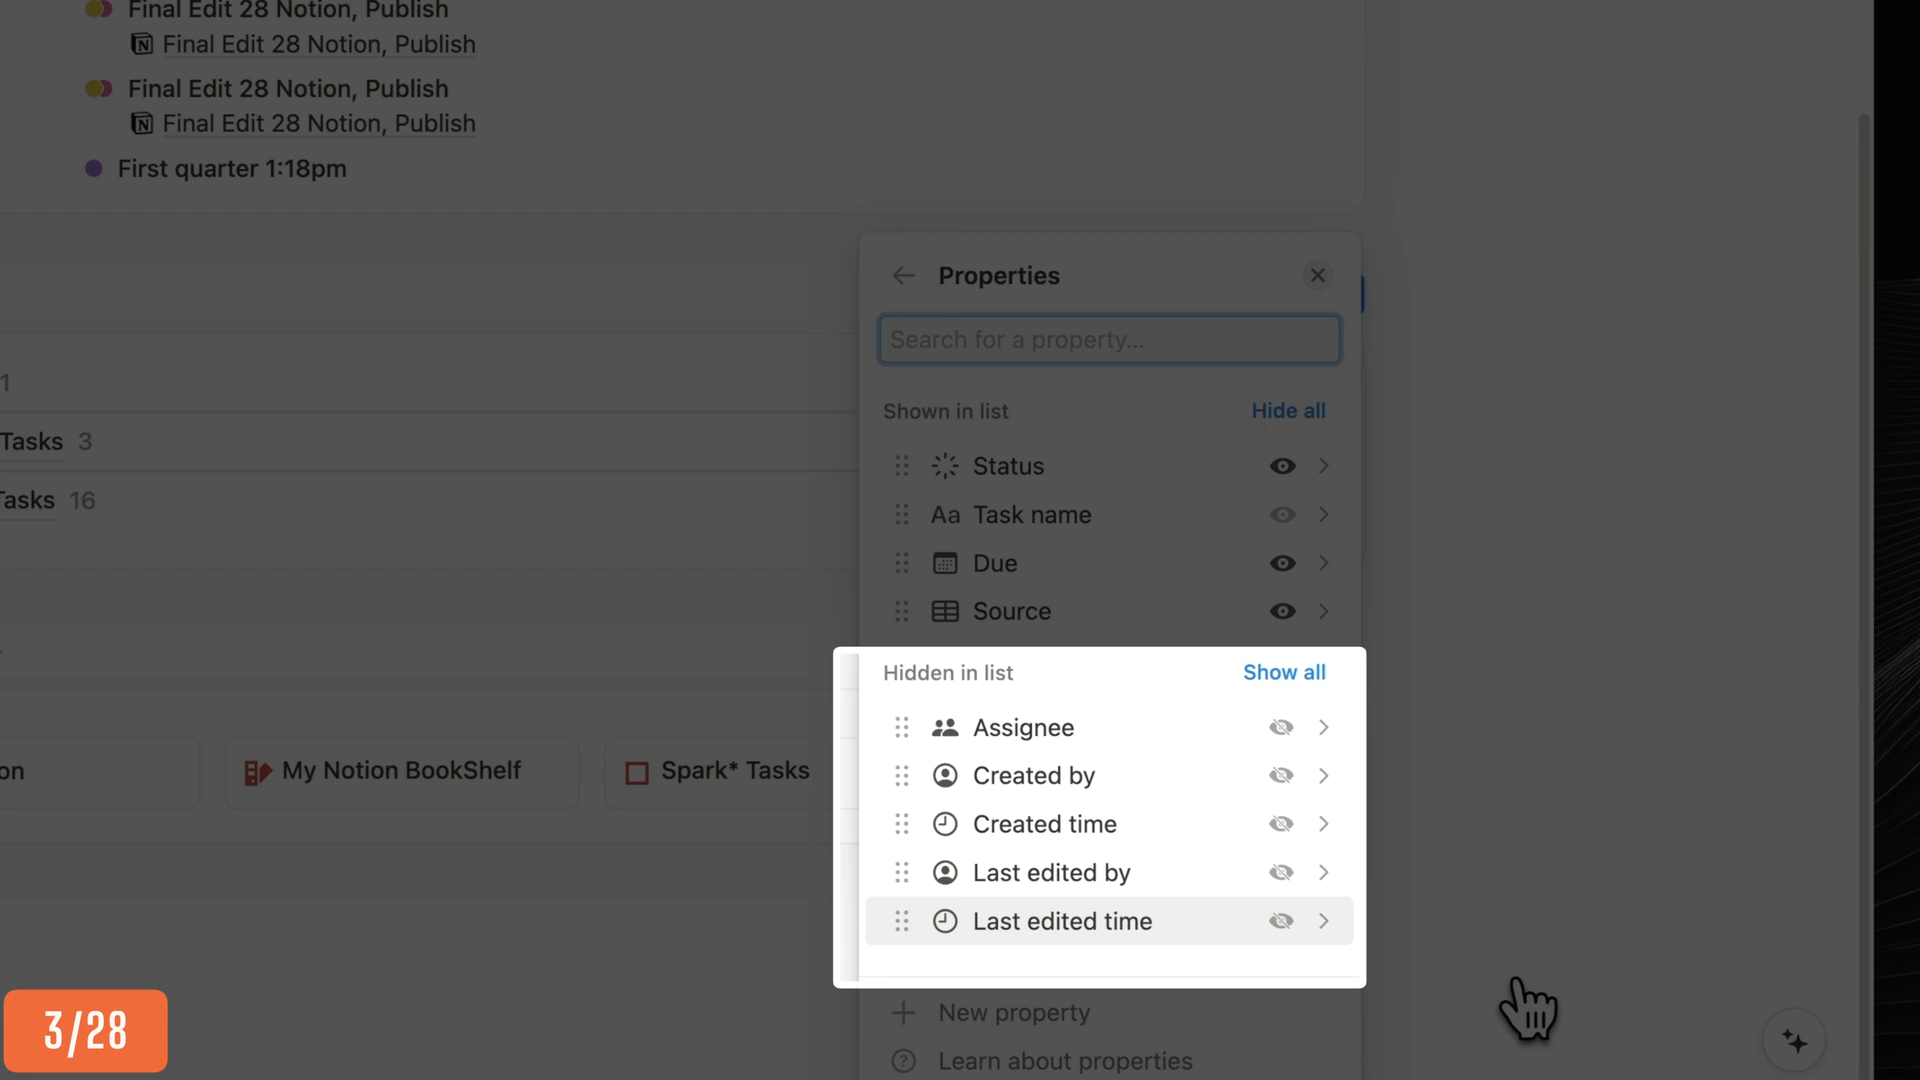 Final Edit 28 Notion, Publish
Final Edit 28 Notion, Publish
Final Edit 28 Notion, Publish
Final Edit 28 Notion, Publish
First quarter 1:18pm
1
Tasks 3
Tasks 16
on
My Notion BookShelf
Spark* Tasks
Properties
Search for a property...
Shown in list Hide all
Status
Aa Task name
Due
Source
Hidden in list Show all
Assignee
Created by
Created time
Last edited by
Last edited time
New property
Learn about properties
3/28